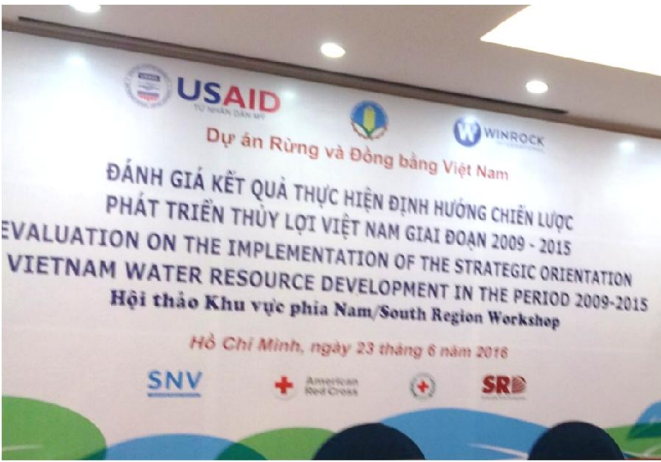 USAID
TỪ NHÂN DÂN MỸ
WINROCK
INTERNATIONAL
Dự án Rừng và Đồng bằng Việt Nam
ĐÁNH GIÁ KẾT QUẢ THỰC HIỆN ĐỊNH HƯỚNG CHIẾN LƯỢC
PHÁT TRIỂN THỦY LỢI VIỆT NAM GIAI ĐOẠN 2009 - 2015
EVALUATION ON THE IMPLEMENTATION OF THE STRATEGIC ORIENTATION
VIETNAM WATER RESOURCE DEVELOPMENT IN THE PERIOD 2009-2015
Hội thảo Khu vực phía Nam/South Region Workshop
Hồ Chí Minh, ngày 23 tháng 6 năm 2016
SNV
American
Red Cross
SRD